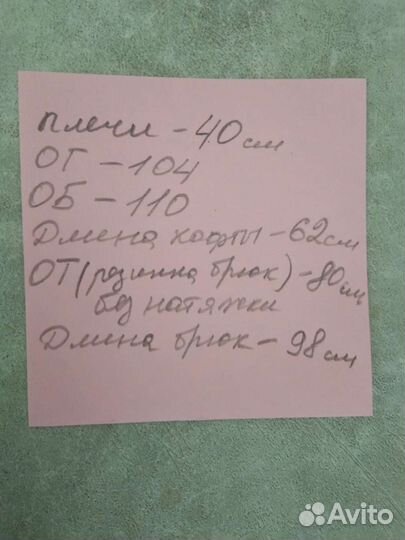 плечи - 40 см
ОГ - 104
ОБ - 110
Длина кофты - 62 см
ОТ (резинка брюк) - 80 см
без натяжки
Длина брюк - 98 см
Avito